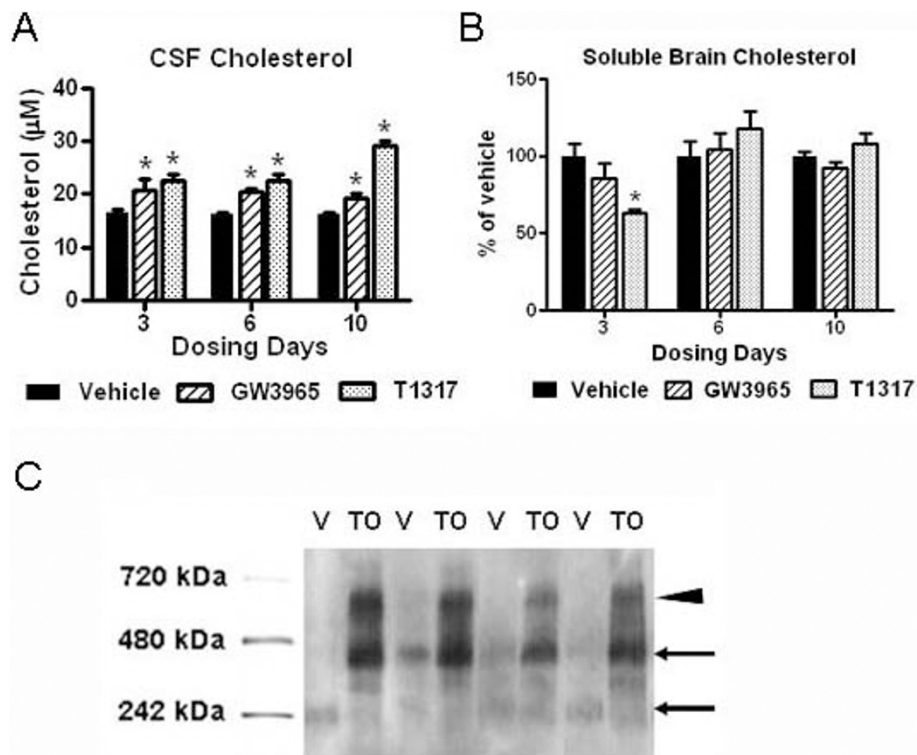 A
CSF Cholesterol
Cholesterol (µM)
40
30
20
10
0
* * * * * *
3 6 10
Dosing Days
Vehicle GW3965 T1317
B
Soluble Brain Cholesterol
% of vehicle
150
100
50
0
*
3 6 10
Dosing Days
Vehicle GW3965 T1317
C
V TO V TO V TO V TO
720 kDa
480 kDa
242 kDa